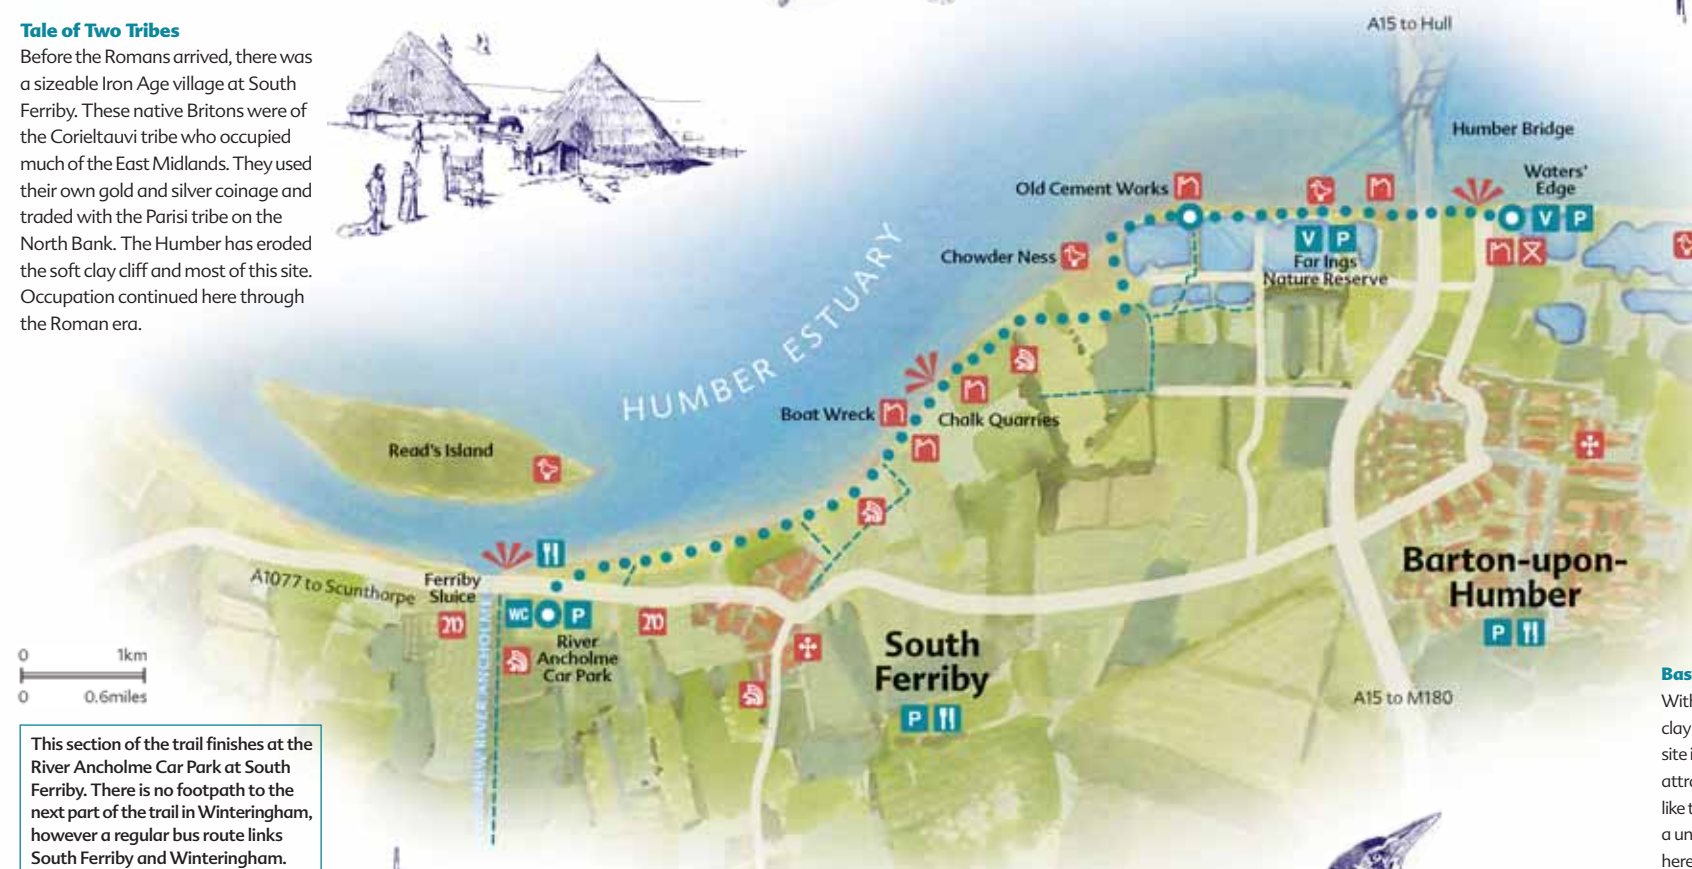 Tale of Two Tribes
Before the Romans arrived, there was
a sizeable Iron Age village at South
Ferriby. These native Britons were of
the Corieltauvi tribe who occupied
much of the East Midlands. They used
their own gold and silver coinage and
traded with the Parisi tribe on the
North Bank. The Humber has eroded
the soft clay cliff and most of this site.
Occupation continued here through
the Roman era.
A15 to Hull
Humber Bridge
Waters'
Edge
V P
Old Cement Works
V P
Far Ings
Nature Reserve
Chowder Ness
HUMBER ESTUARY
Boat Wreck
Chalk Quarries
Read's Island
A1077 to Scunthorpe
Ferriby
Sluice
WC P
River
Ancholme
Car Park
NEW RIVER ANCHOLME
South
Ferriby
P
Barton-upon-
Humber
P
A15 to M180
0 1km
0 0.6miles
This section of the trail finishes at the
River Ancholme Car Park at South
Ferriby. There is no footpath to the
next part of the trail in Winteringham,
however a regular bus route links
South Ferriby and Winteringham.
Bas
With
clay
site i
attra
like t
a un
here